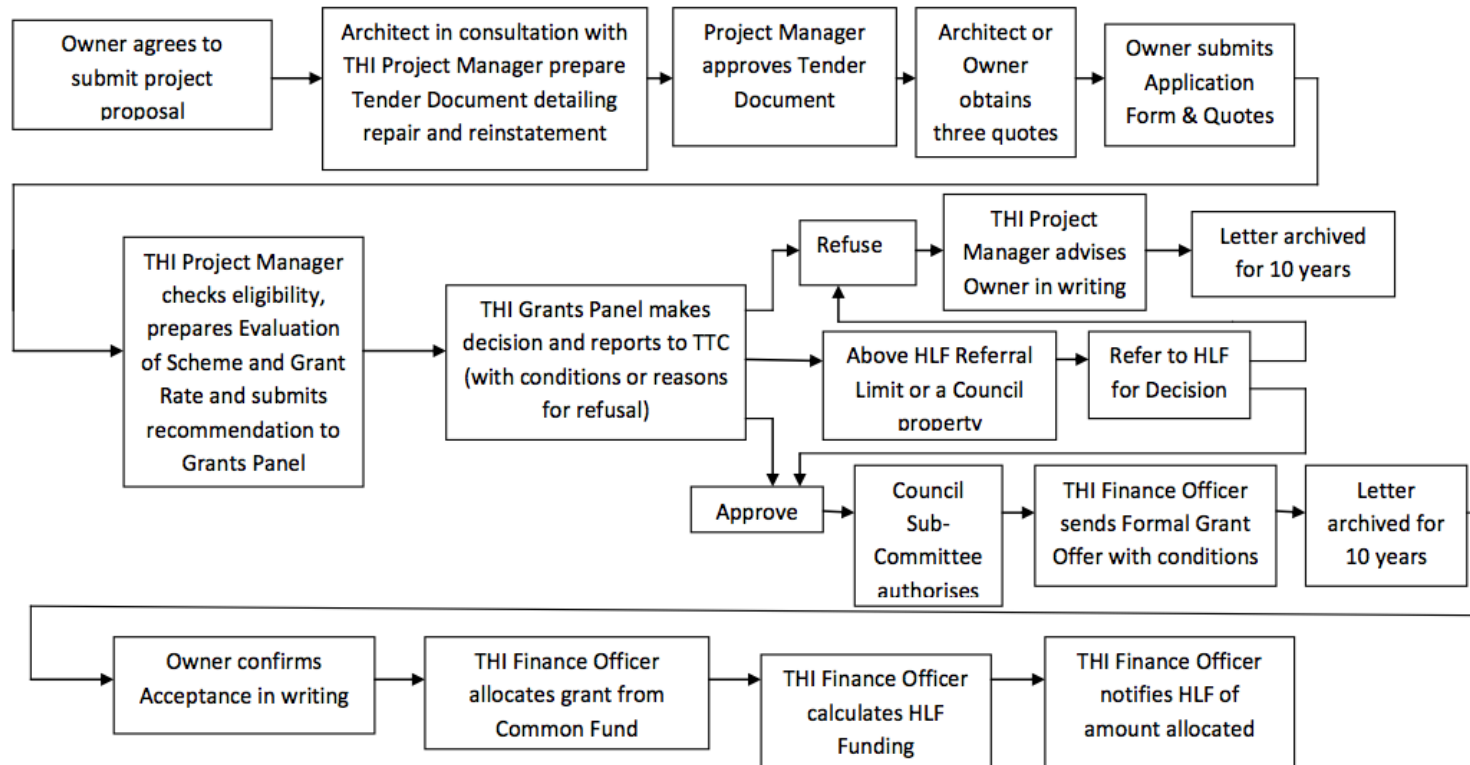 Owner agrees to
submit project
proposal
Architect in consultation with
THI Project Manager prepare
Tender Document detailing
repair and reinstatement
Project Manager
approves Tender
Document
Architect or
Owner
obtains
three quotes
Owner submits
Application
Form & Quotes
THI Project Manager
checks eligibility,
prepares Evaluation
of Scheme and Grant
Rate and submits
recommendation to
Grants Panel
THI Grants Panel makes
decision and reports to TTC
(with conditions or reasons
for refusal)
Refuse
THI Project
Manager advises
Owner in writing
Letter archived
for 10 years
Above HLF Referral
Limit or a Council
property
Refer to HLF
for Decision
Approve
Council
Sub-
Committee
authorises
THI Finance Officer
sends Formal Grant
Offer with conditions
Letter
archived for
10 years
Owner confirms
Acceptance in writing
THI Finance Officer
allocates grant from
Common Fund
THI Finance Officer
calculates HLF
Funding
THI Finance Officer
notifies HLF of
amount allocated